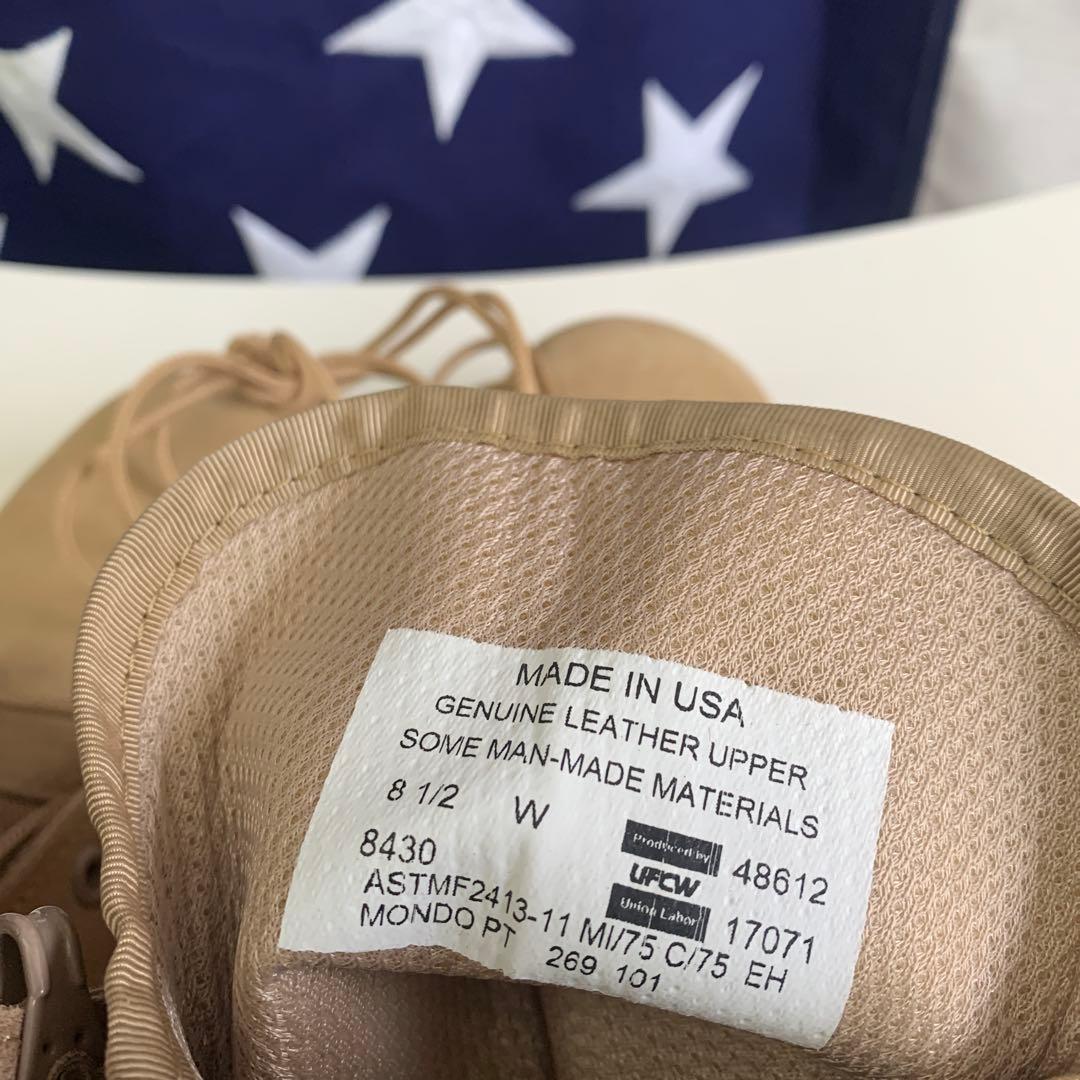 MADE IN USA
GENUINE LEATHER UPPER
SOME MAN-MADE MATERIALS
8 1/2 W
Produced by
UFCW
Union Labor
48612
8430
17071
ASTMF2413-11 MI/75 C/75 EH
MONDO PT 269 101